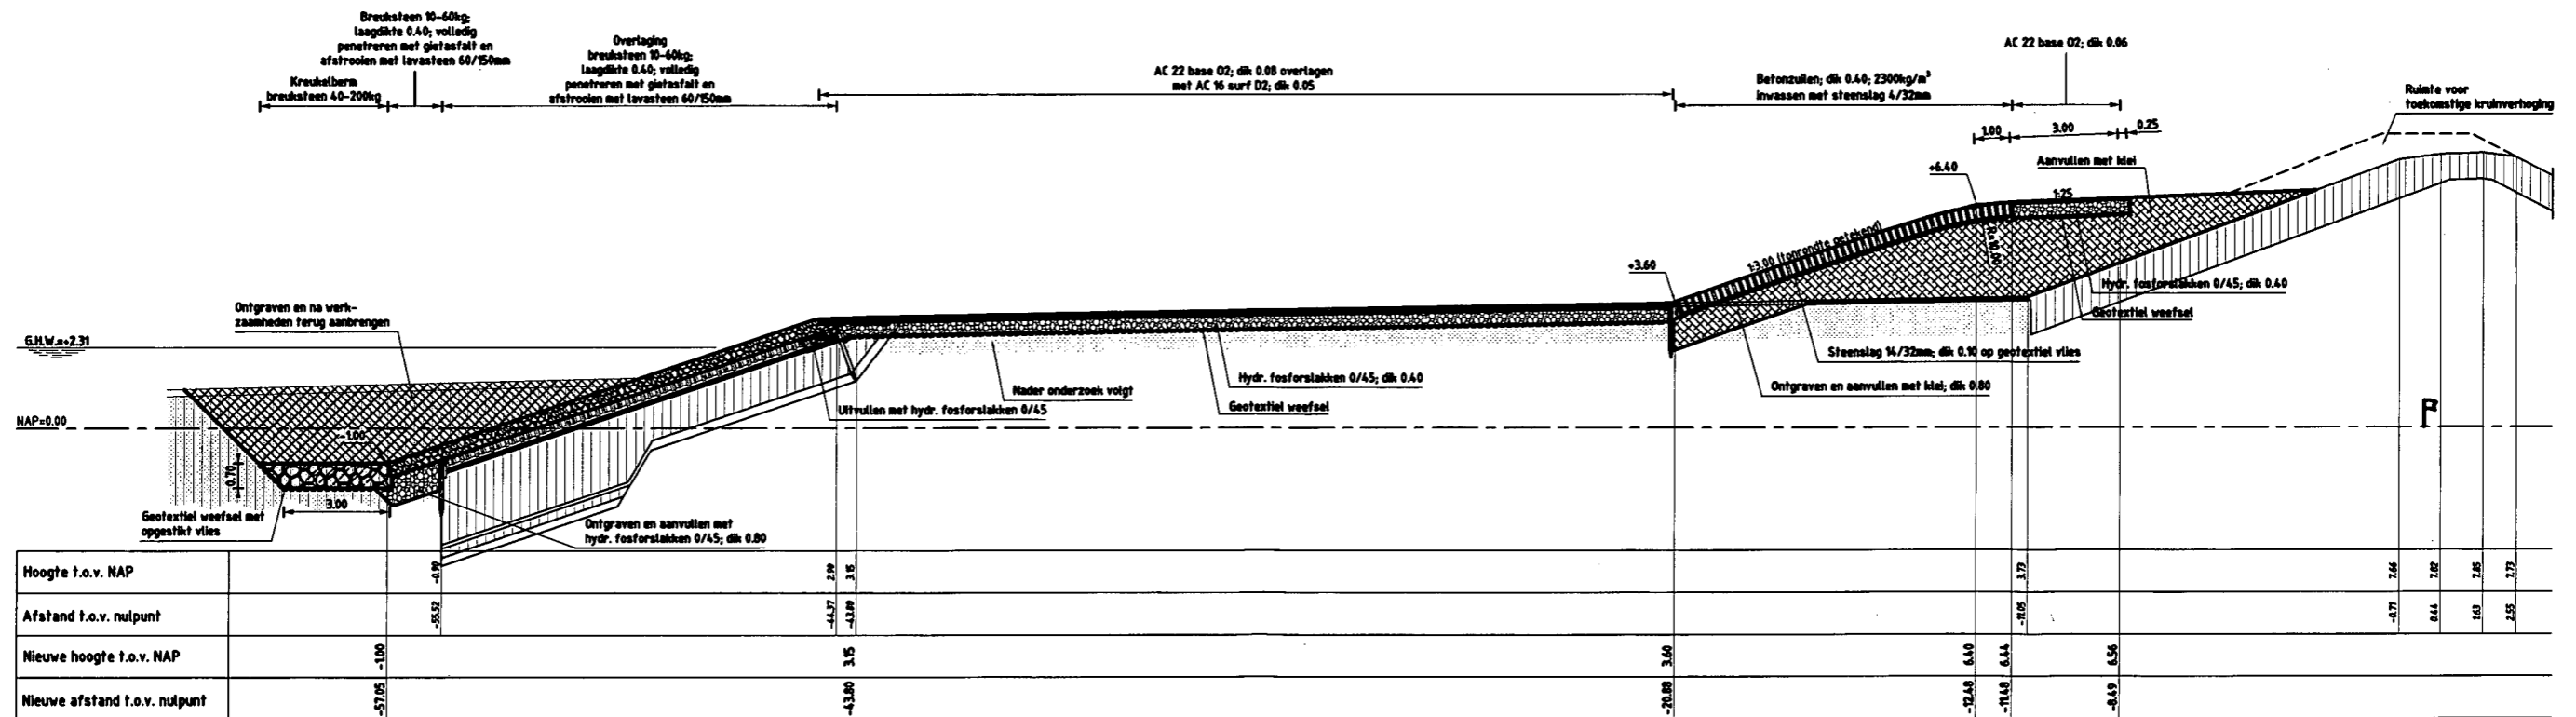 Breuksteen 10-60kg;
laagdikte 0.40; volledig
penetreren met gietasfalt en
afstrooien met lavasteen 60/150mm
Kreukelberm
breuksteen 40-200kg
Overlaging
breuksteen 10-60kg;
laagdikte 0.40; volledig
penetreren met gietasfalt en
afstrooien met lavasteen 60/150mm
AC 22 base O2; dik 0.08 overlagen
met AC 16 surf D2; dik 0.05
Betonzuilen; dik 0.40; 2300kg/m³
inwassen met steenslag 4/32mm
AC 22 base O2; dik 0.06
Ruimte voor
toekomstige kruinverhoging
1.00
3.00
0.25
Aanvullen met klei
+6.40
1:25
1:3.00 (tonrondte getekend)
R=10.00
+3.60
Hydr. fosforslakken 0/45; dik 0.40
Geotextiel weefsel
Steenslag 14/32mm; dik 0.10 op geotextiel vlies
Ontgraven en aanvullen met klei; dik 0.80
Ontgraven en na werk-
zaamheden terug aanbrengen
G.H.W.=+2.31
Hydr. fosforslakken 0/45; dik 0.40
Nader onderzoek volgt
Geotextiel weefsel
Uitvullen met hydr. fosforslakken 0/45
NAP=0.00
-1.00
0.70
3.00
Geotextiel weefsel met
opgestikt vlies
Ontgraven en aanvullen met
hydr. fosforslakken 0/45; dik 0.80
Hoogte t.o.v. NAP -0.90 2.90 3.15 3.73 7.66 7.82 7.85 7.73
Afstand t.o.v. nulpunt -55.52 -44.37 -43.80 -11.05 -0.77 0.44 1.63 2.55
Nieuwe hoogte t.o.v. NAP -1.00 3.15 3.60 6.40 6.44 6.56
Nieuwe afstand t.o.v. nulpunt -57.05 -43.80 -20.88 -12.48 -11.48 -8.49